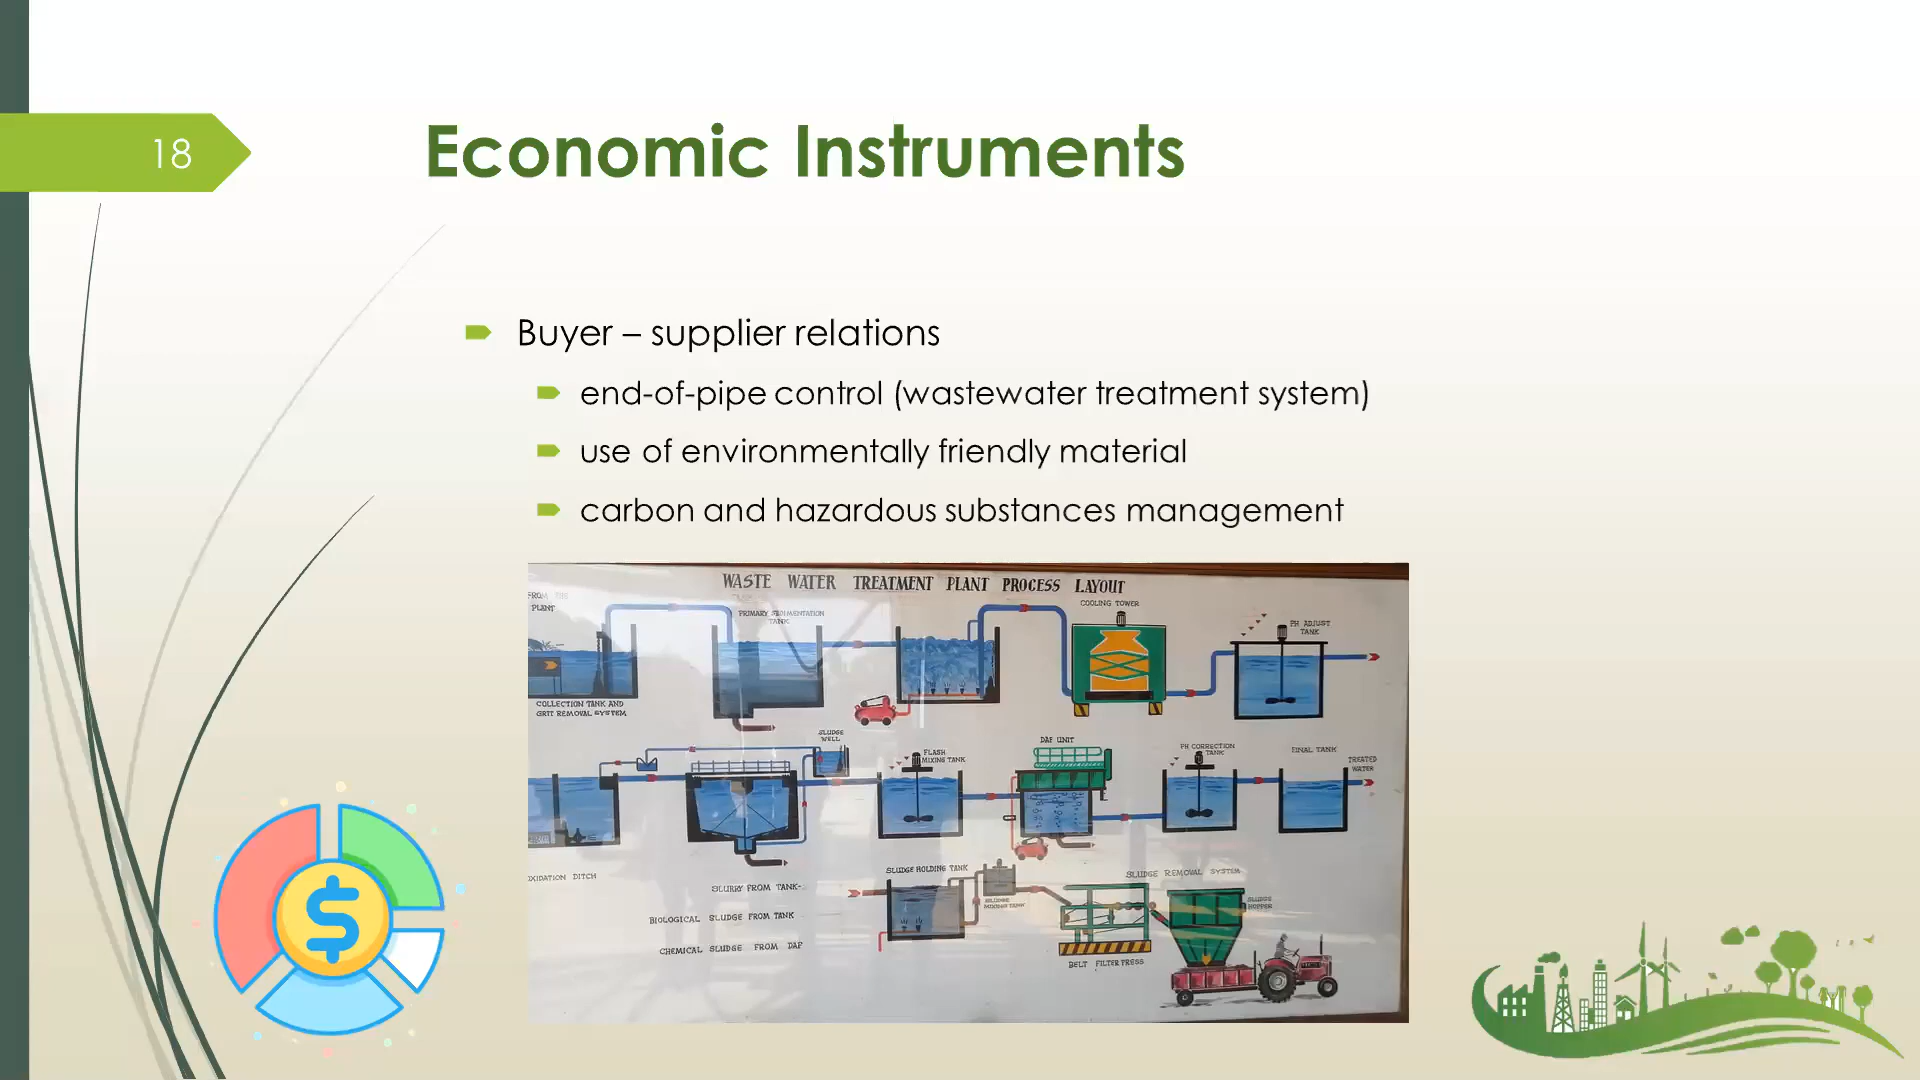 18
Economic Instruments
Buyer – supplier relations
end-of-pipe control (wastewater treatment system)
use of environmentally friendly material
carbon and hazardous substances management
WASTE WATER TREATMENT PLANT PROCESS LAYOUT
PLANT
PRIMARY SEDIMENTATION
TANK
COOLING TOWER
PH ADJUST
TANK
COLLECTION TANK AND
GRIT REMOVAL SYSTEM
SLUDGE
WELL
FLASH
MIXING TANK
DAF UNIT
PH CORRECTION
TANK
FINAL TANK
TREATED
WATER
OXIDATION DITCH
SLURRY FROM TANK
BIOLOGICAL SLUDGE FROM TANK
CHEMICAL SLUDGE FROM DAF
SLUDGE HOLDING TANK
SLUDGE
MIXING TANK
BELT FILTER PRESS
SLUDGE REMOVAL SYSTEM
SLUDGE
HOPPER
$